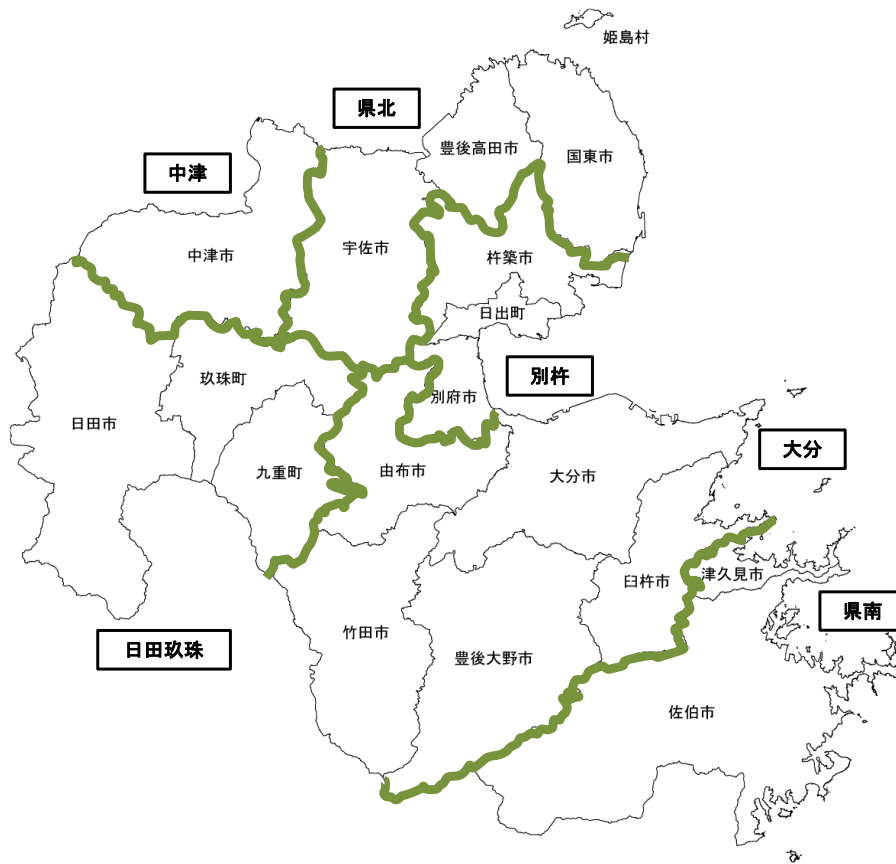 姫島村
県北
豊後高田市
国東市
中津
中津市
宇佐市
杵築市
日出町
玖珠町
別杵
別府市
日田市
大分
九重町
由布市
大分市
臼杵市
津久見市
県南
竹田市
日田玖珠
豊後大野市
佐伯市